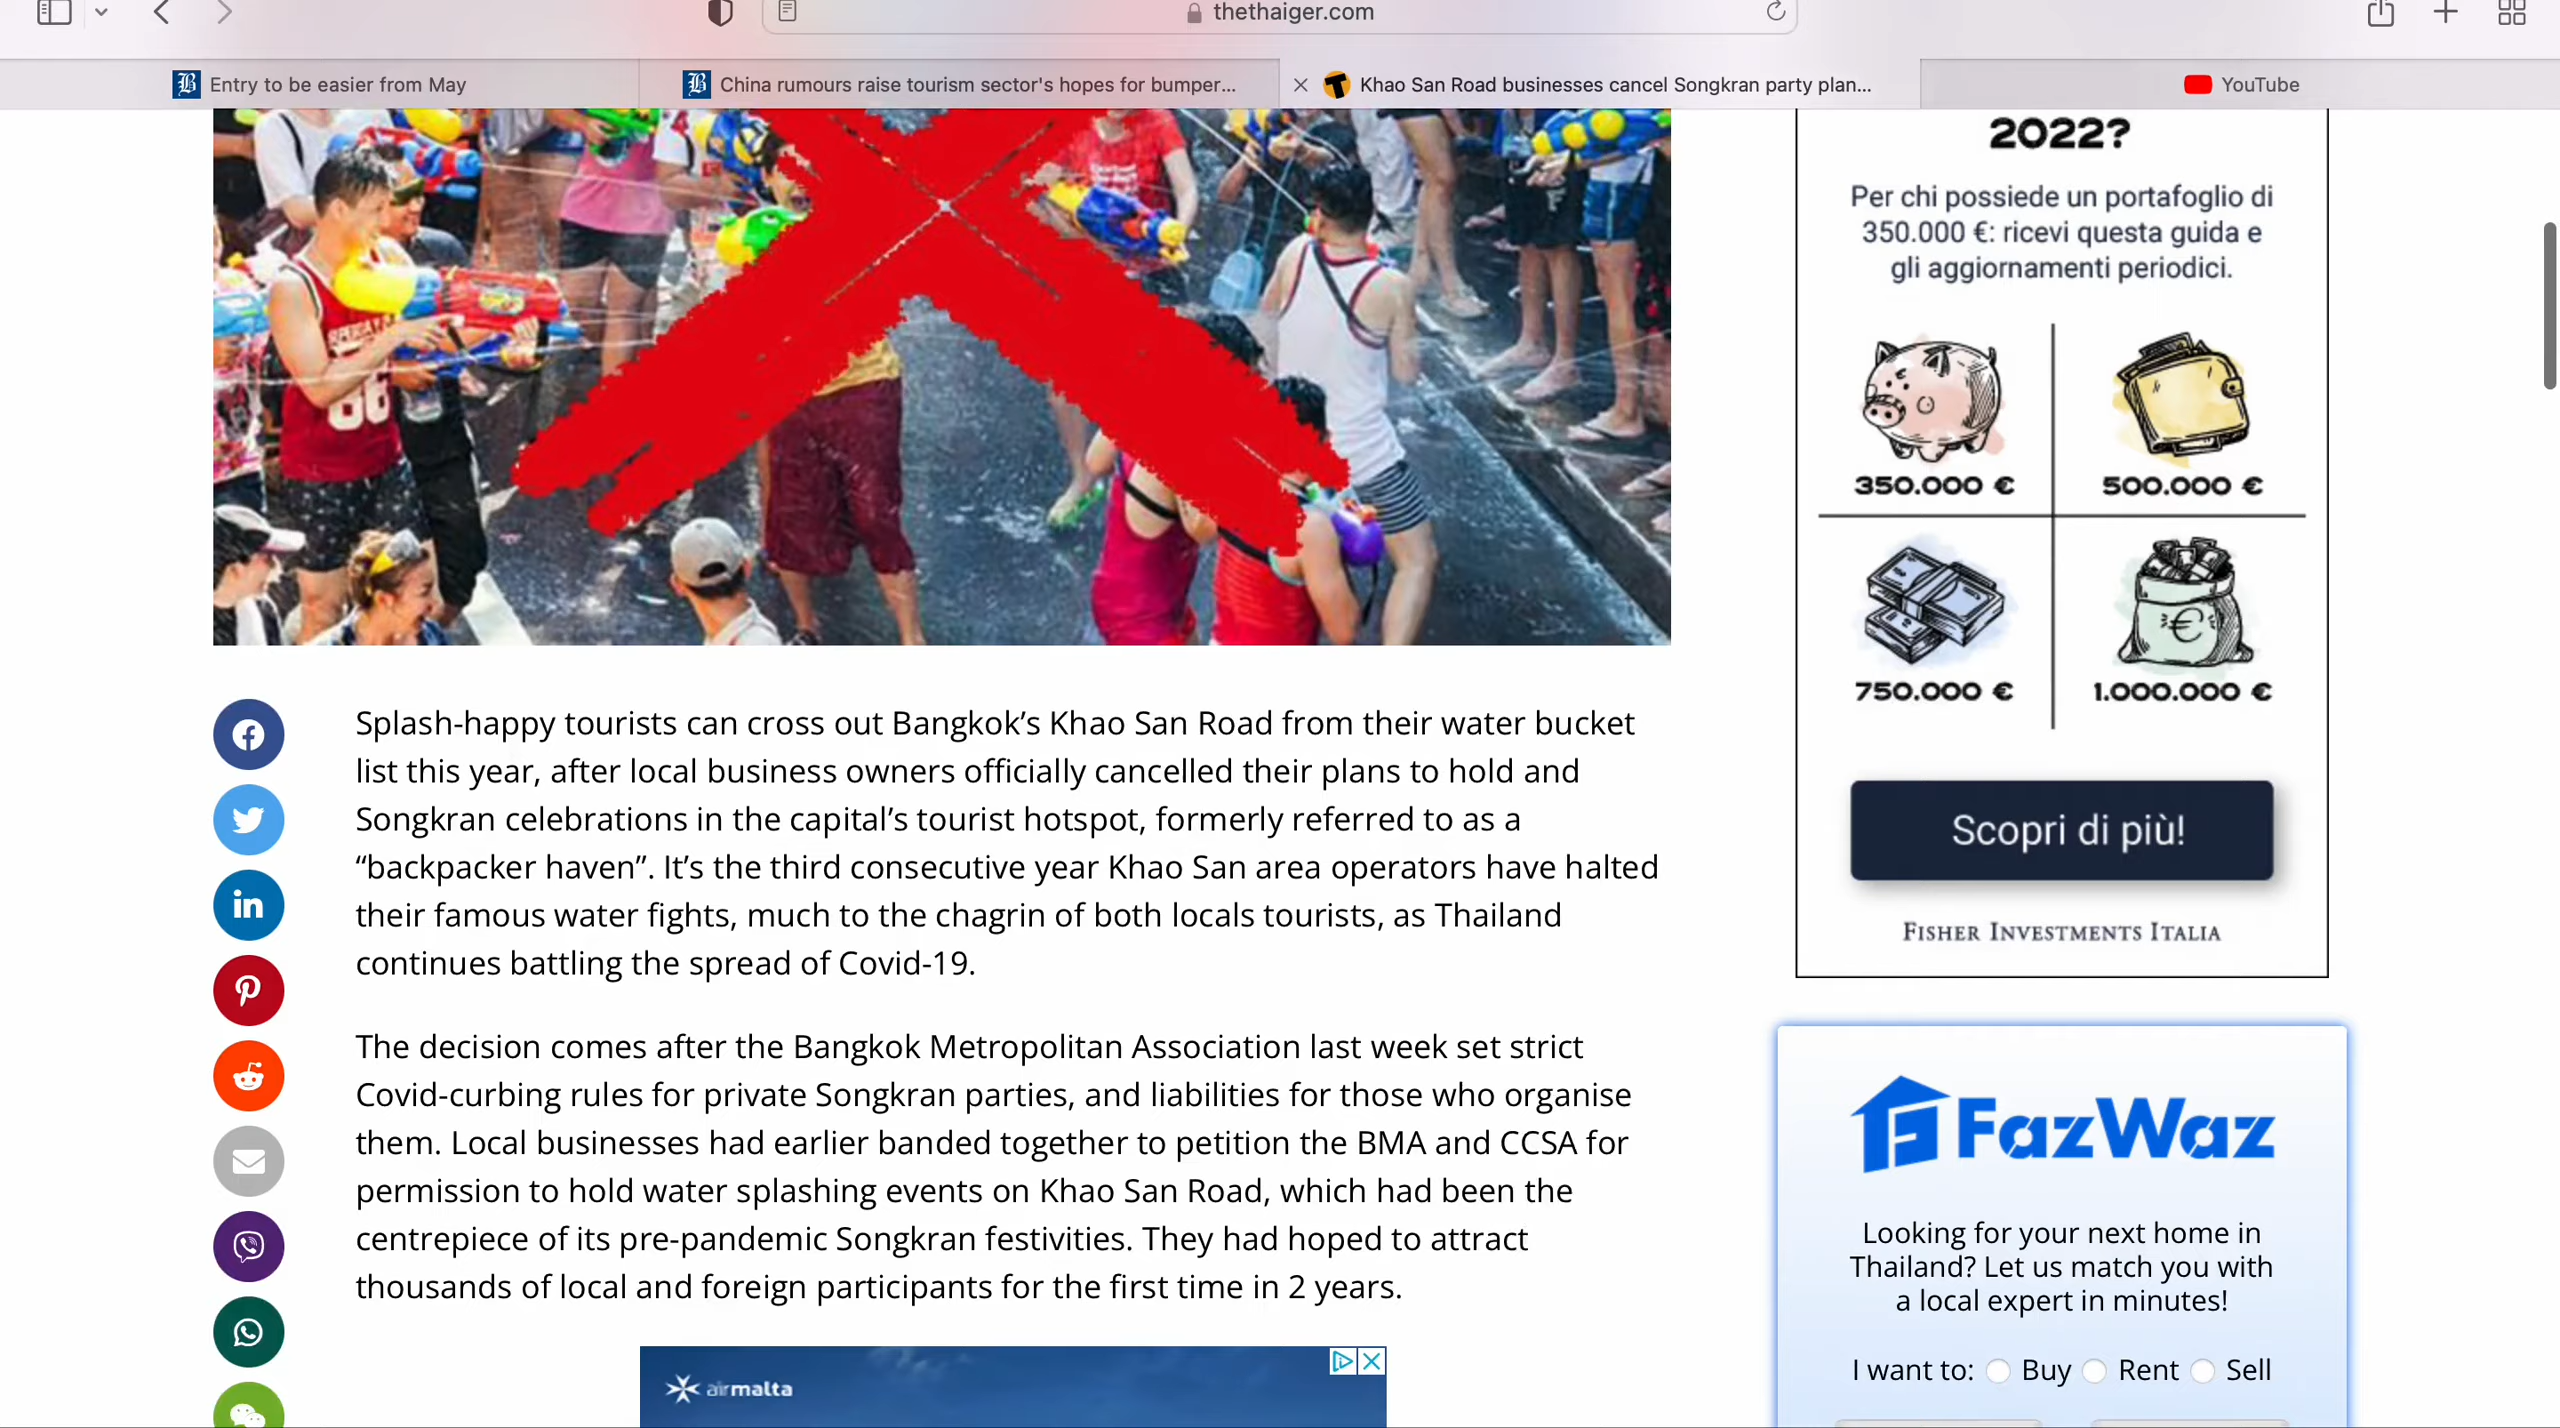 thethaiger.com
Entry to be easier from May
China rumours raise tourism sector's hopes for bumper...
Khao San Road businesses cancel Songkran party plan...
YouTube
2022?
Per chi possiede un portafoglio di
350.000 €: ricevi questa guida e
gli aggiornamenti periodici.
350.000 €
500.000 €
750.000 €
1.000.000 €
Scopri di più!
FISHER INVESTMENTS ITALIA
86
Splash-happy tourists can cross out Bangkok’s Khao San Road from their water bucket
list this year, after local business owners officially cancelled their plans to hold and
Songkran celebrations in the capital’s tourist hotspot, formerly referred to as a
“backpacker haven”. It’s the third consecutive year Khao San area operators have halted
their famous water fights, much to the chagrin of both locals tourists, as Thailand
continues battling the spread of Covid-19.
The decision comes after the Bangkok Metropolitan Association last week set strict
Covid-curbing rules for private Songkran parties, and liabilities for those who organise
them. Local businesses had earlier banded together to petition the BMA and CCSA for
permission to hold water splashing events on Khao San Road, which had been the
centrepiece of its pre-pandemic Songkran festivities. They had hoped to attract
thousands of local and foreign participants for the first time in 2 years.
airmalta
FazWaz
Looking for your next home in
Thailand? Let us match you with
a local expert in minutes!
I want to: Buy Rent Sell